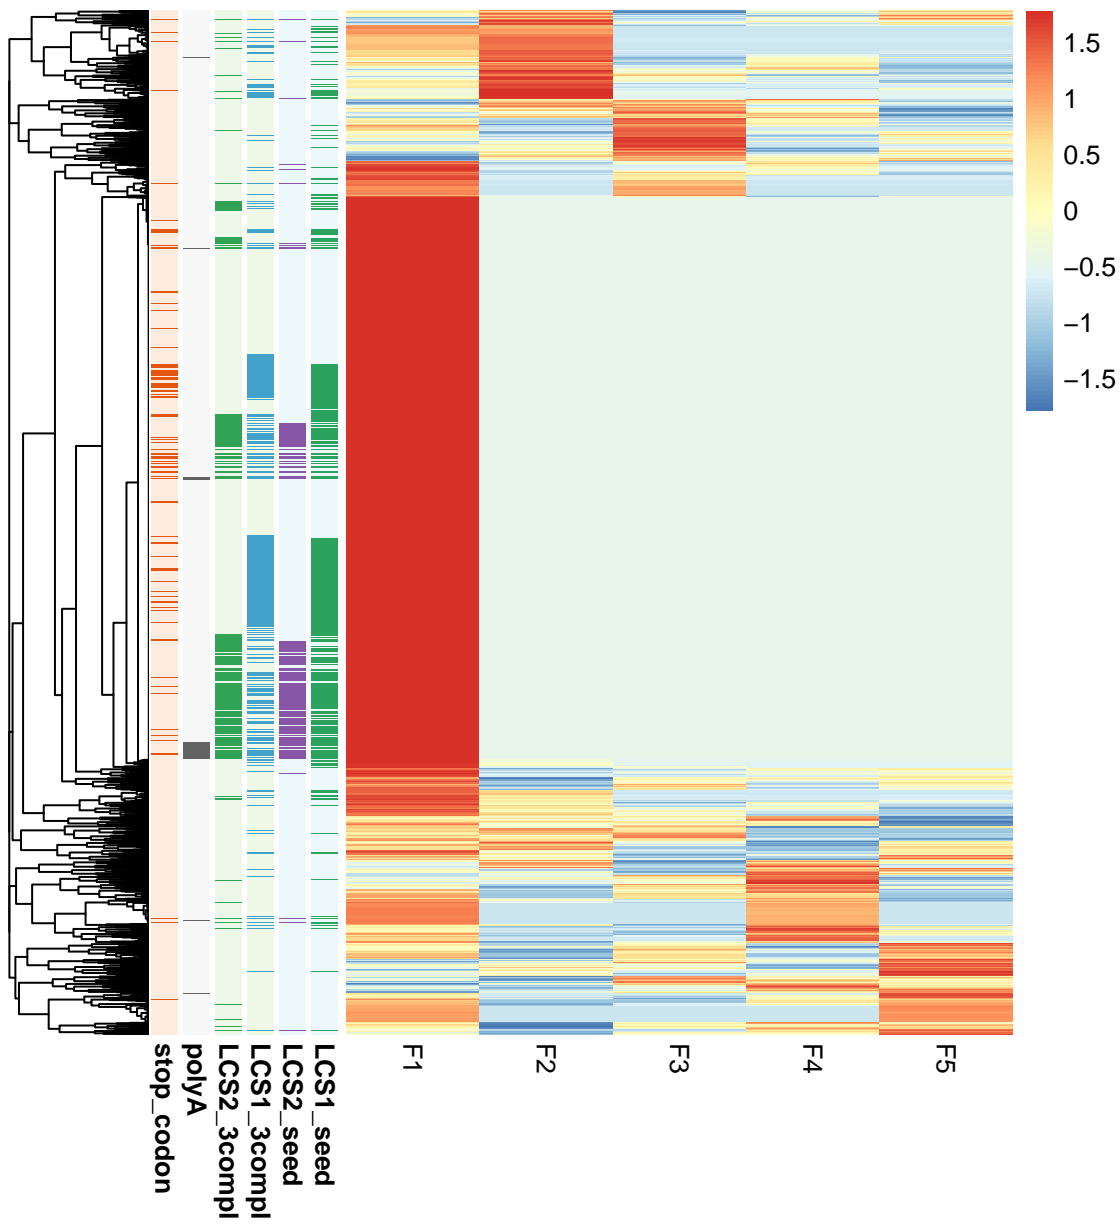 1.5
1
0.5
0
−0.5
−1
−1.5
stop_codon
polyA
LCS2_3compl
LCS1_3compl
LCS2_seed
LCS1_seed
F1
F2
F3
F4
F5